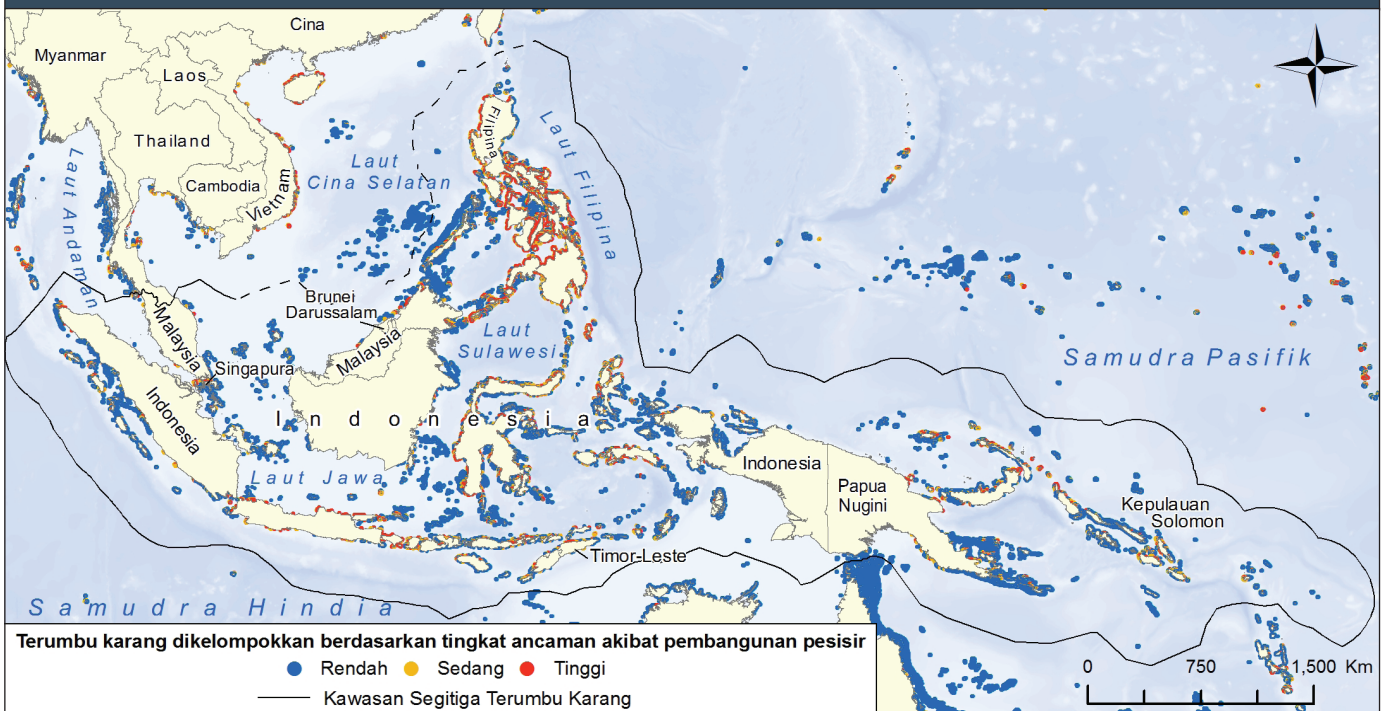 Cina
Myanmar
Laos
Thailand
Cambodia
Vietnam
Laut
Andaman
Laut
Cina Selatan
Filipina
Laut Filipina
Brunei
Darussalam
Malaysia
Malaysia
Singapura
Laut
Sulawesi
Samudra Pasifik
Indonesia
Indonesia
Laut Jawa
Indonesia
Papua
Nugini
Kepulauan
Solomon
Timor-Leste
Samudra Hindia
Terumbu karang dikelompokkan berdasarkan tingkat ancaman akibat pembangunan pesisir
Rendah Sedang Tinggi
Kawasan Segitiga Terumbu Karang
0 750 1,500 Km